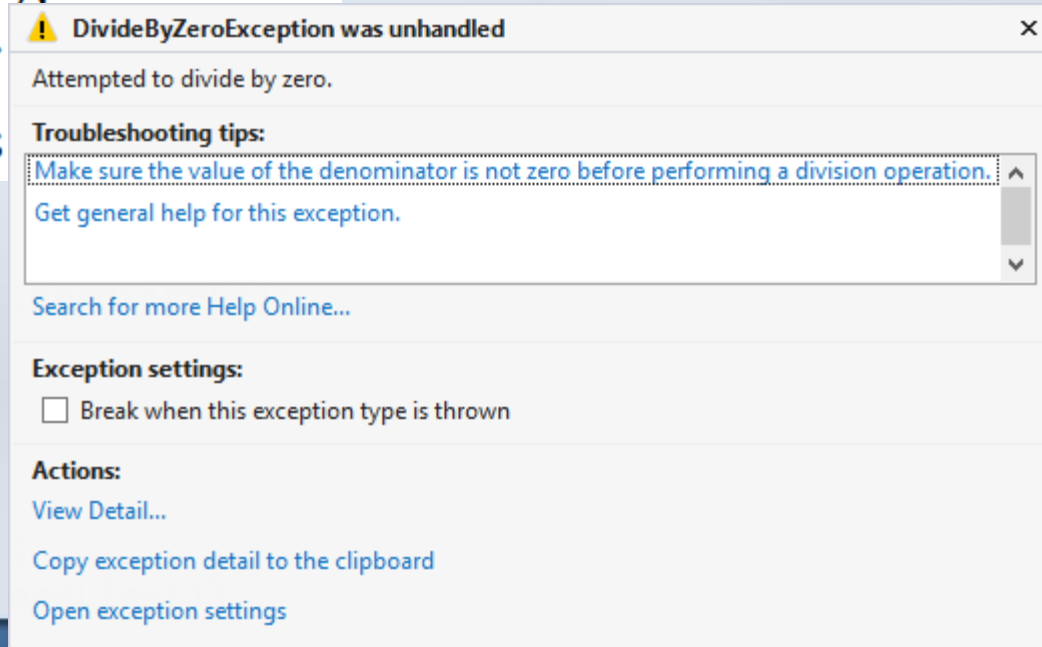 DivideByZeroException was unhandled
Attempted to divide by zero.
Troubleshooting tips:
Make sure the value of the denominator is not zero before performing a division operation.
Get general help for this exception.
Search for more Help Online...
Exception settings:
Break when this exception type is thrown
Actions:
View Detail...
Copy exception detail to the clipboard
Open exception settings